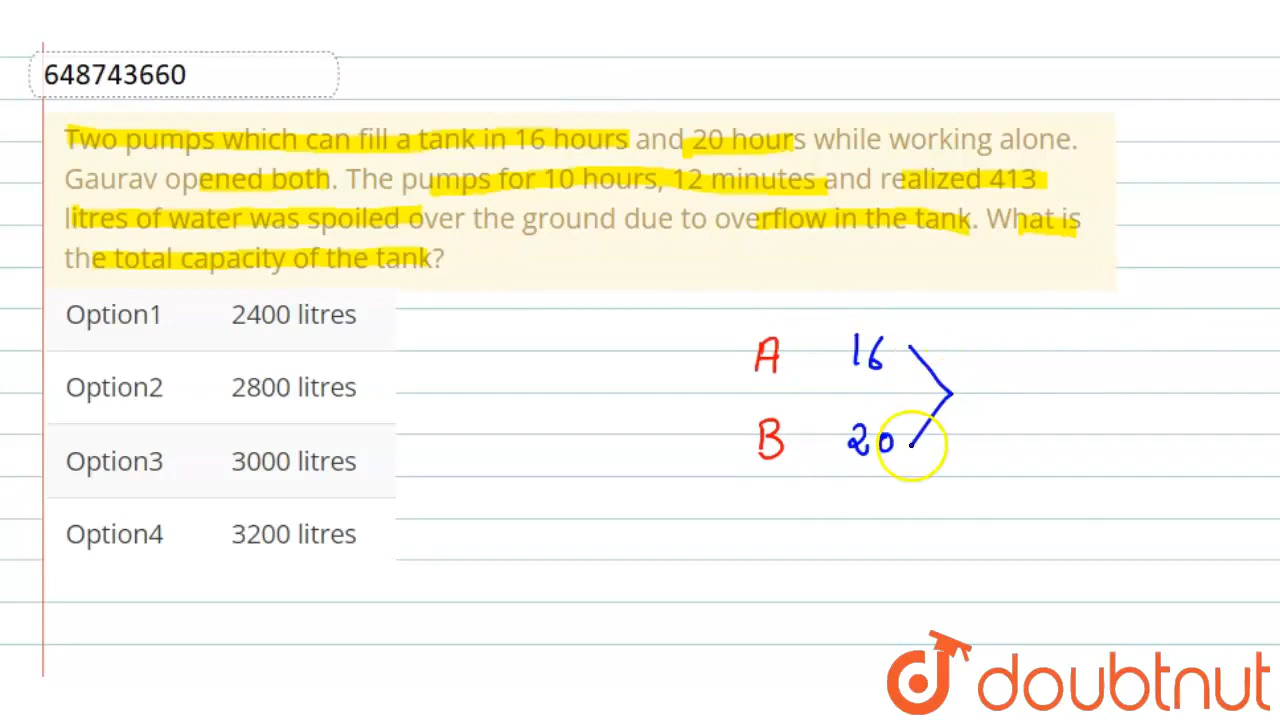 648743660
Two pumps which can fill a tank in 16 hours and 20 hours while working alone.
Gaurav opened both. The pumps for 10 hours, 12 minutes and realized 413
litres of water was spoiled over the ground due to overflow in the tank. What is
the total capacity of the tank?
Option1 2400 litres
Option2 2800 litres
Option3 3000 litres
Option4 3200 litres
A 16
B 20
doubtnut